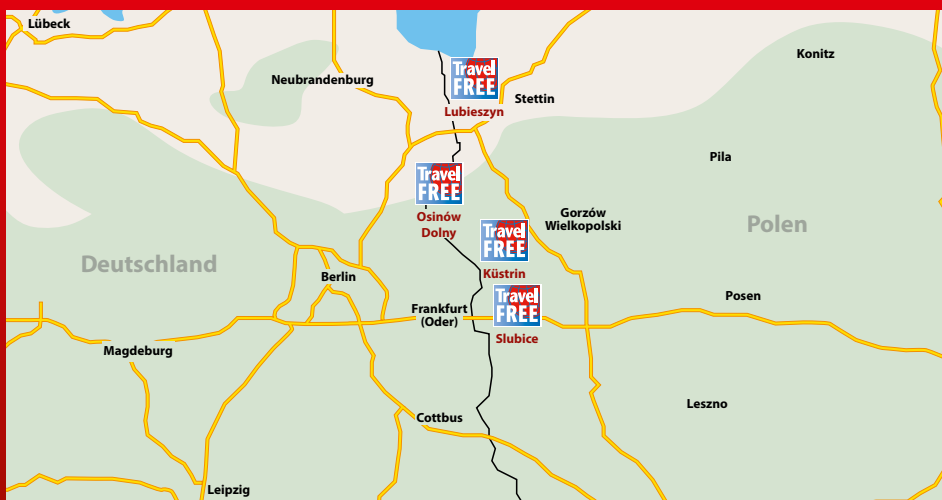 Lübeck
Konitz
Neubrandenburg
Travel
FREE
Stettin
Lubieszyn
Pila
Travel
FREE
Osinów
Dolny
Gorzów
Wielkopolski
Polen
Travel
FREE
Küstrin
Deutschland
Berlin
Travel
FREE
Posen
Frankfurt
(Oder)
Slubice
Magdeburg
Leszno
Cottbus
Leipzig